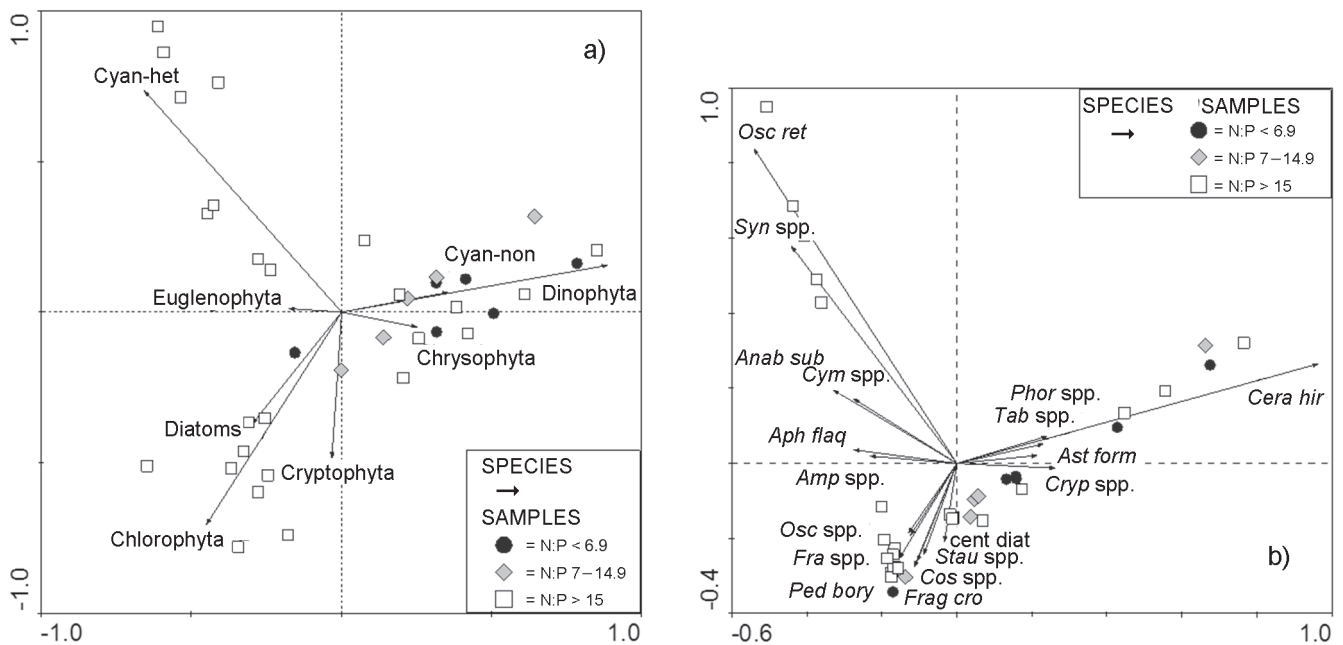 1.0
a)
Cyan-het
Cyan-non
Euglenophyta
Dinophyta
Chrysophyta
Diatoms
Cryptophyta
Chlorophyta
SPECIES
SAMPLES
= N:P < 6.9
= N:P 7–14.9
= N:P > 15
-1.0
-1.0
1.0
1.0
SPECIES
SAMPLES
= N:P < 6.9
= N:P 7–14.9
= N:P > 15
Osc ret
Syn spp.
Anab sub
Cym spp.
Phor spp.
Tab spp.
Cera hir
Aph flaq
Ast form
Amp spp.
Cryp spp.
Osc spp.
cent diat
Fra spp.
Stau spp.
b)
Cos spp.
Ped bory
Frag cro
-0.4
-0.6
1.0